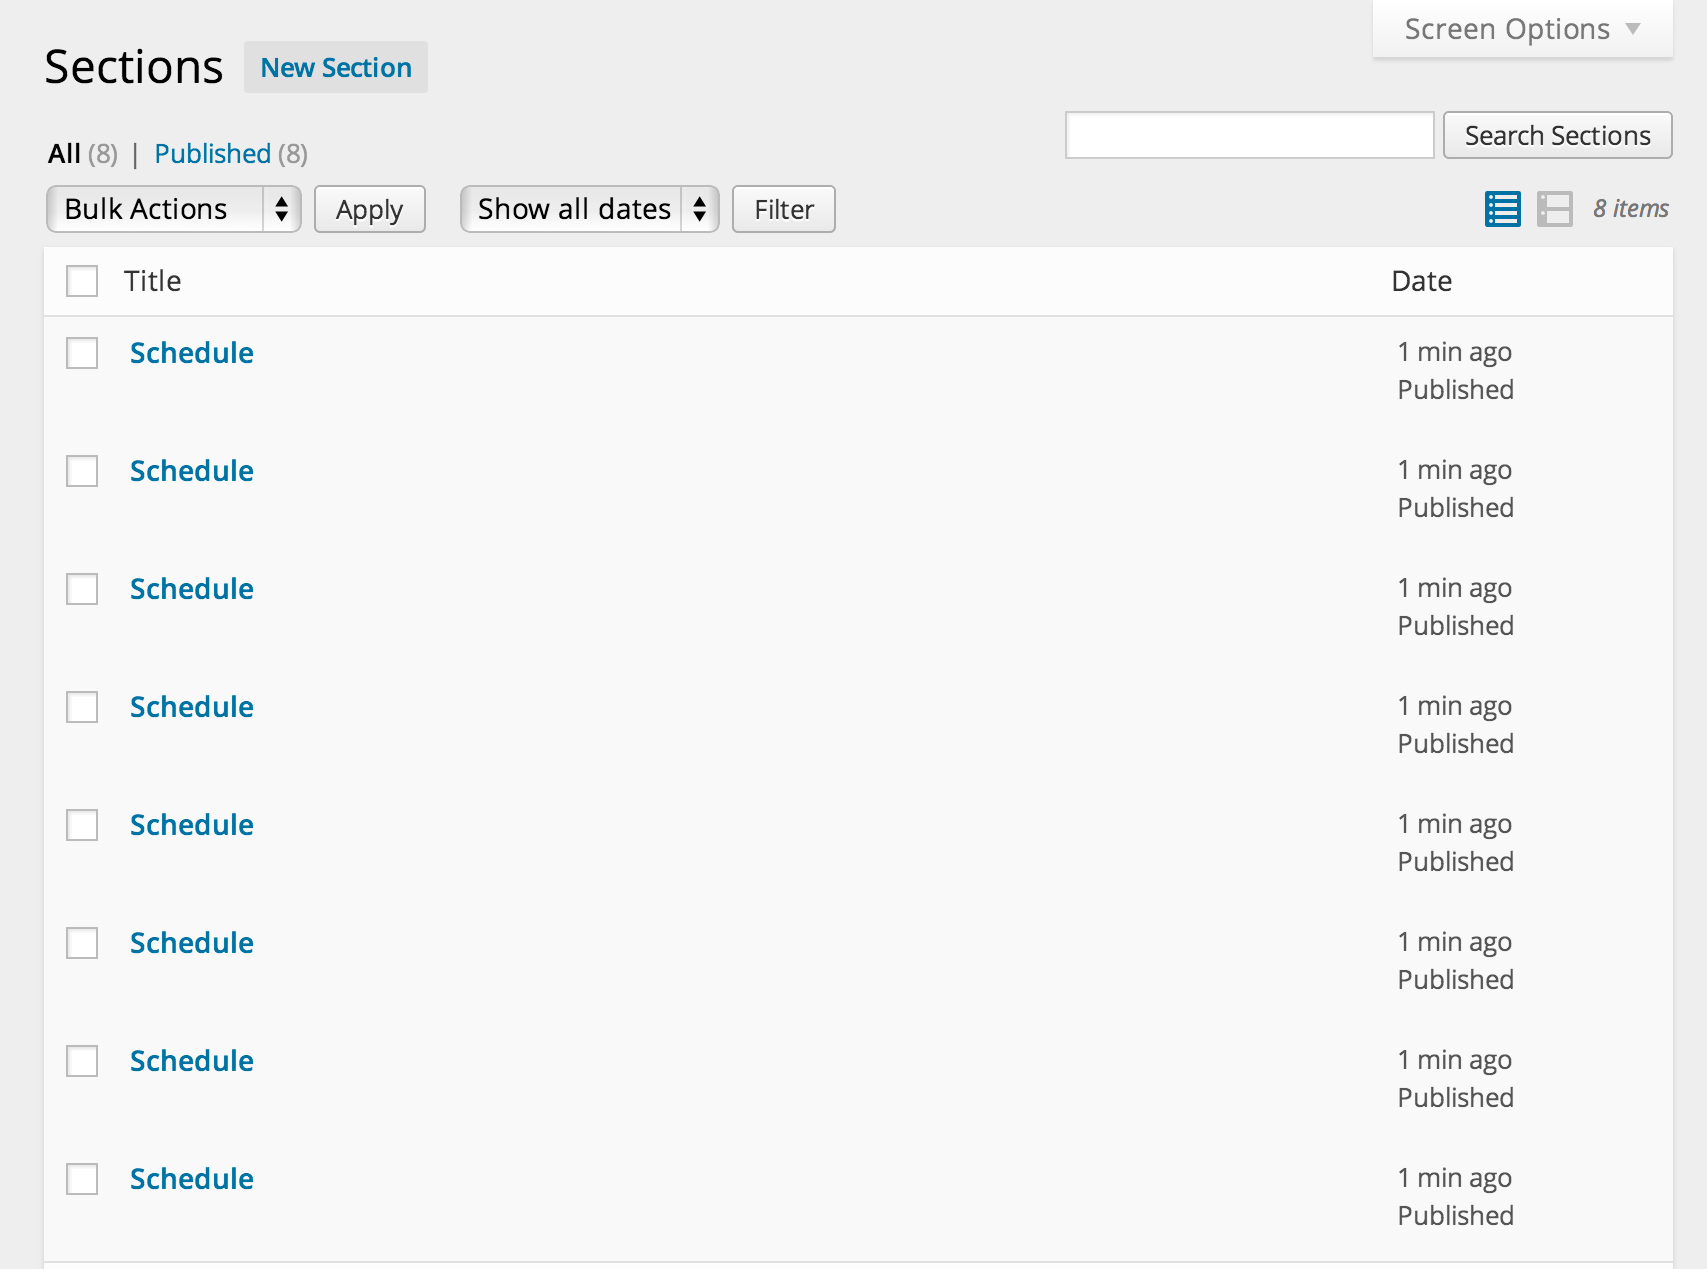 Screen Options
Sections New Section
Search Sections
All (8) | Published (8)
Bulk Actions Apply Show all dates Filter 8 items
Title Date
Schedule 1 min ago
Published
Schedule 1 min ago
Published
Schedule 1 min ago
Published
Schedule 1 min ago
Published
Schedule 1 min ago
Published
Schedule 1 min ago
Published
Schedule 1 min ago
Published
Schedule 1 min ago
Published